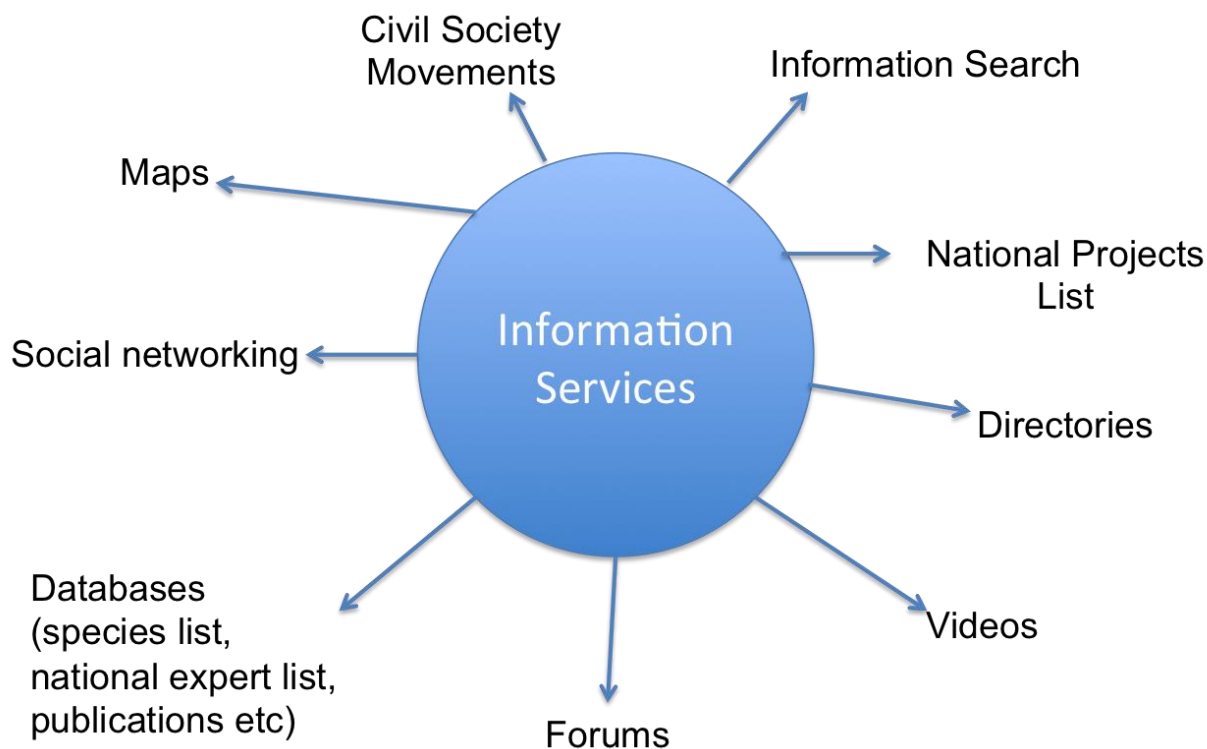 Civil Society
Movements
Information Search
Maps
National Projects
List
Information
Services
Social networking
Directories
Databases
(species list,
national expert list,
publications etc)
Videos
Forums